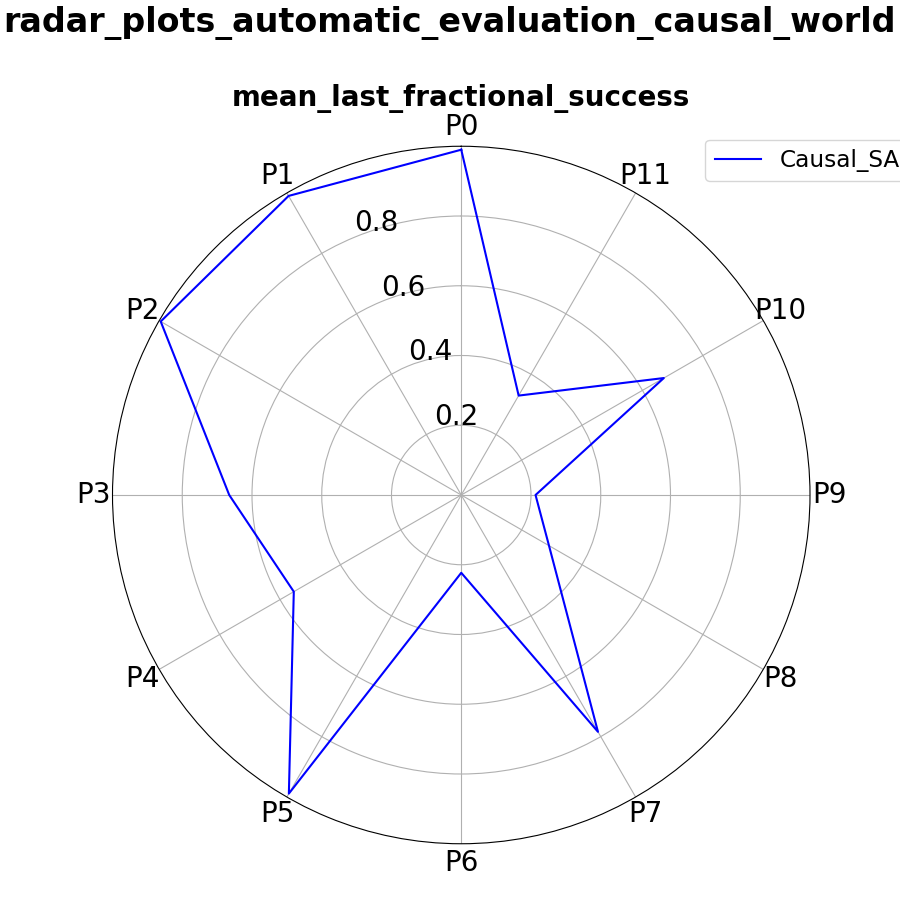 radar_plots_automatic_evaluation_causal_world
mean_last_fractional_success
P0
P1
P11
Causal_SA
0.8
0.6
P2
P10
0.4
0.2
P3
P9
P4
P8
P5
P7
P6